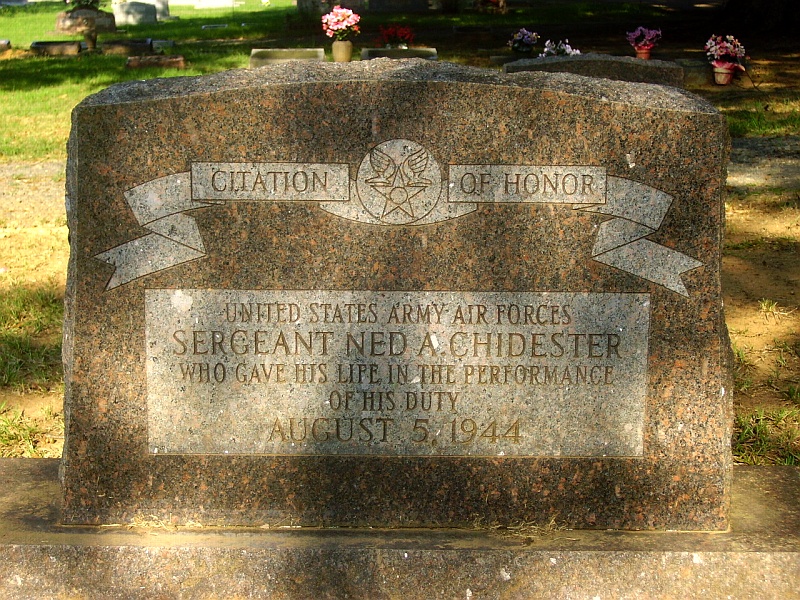 CITATION OF HONOR
UNITED STATES ARMY AIR FORCES
SERGEANT NED A. CHIDESTER
WHO GAVE HIS LIFE IN THE PERFORMANCE
OF HIS DUTY
AUGUST 5, 1944